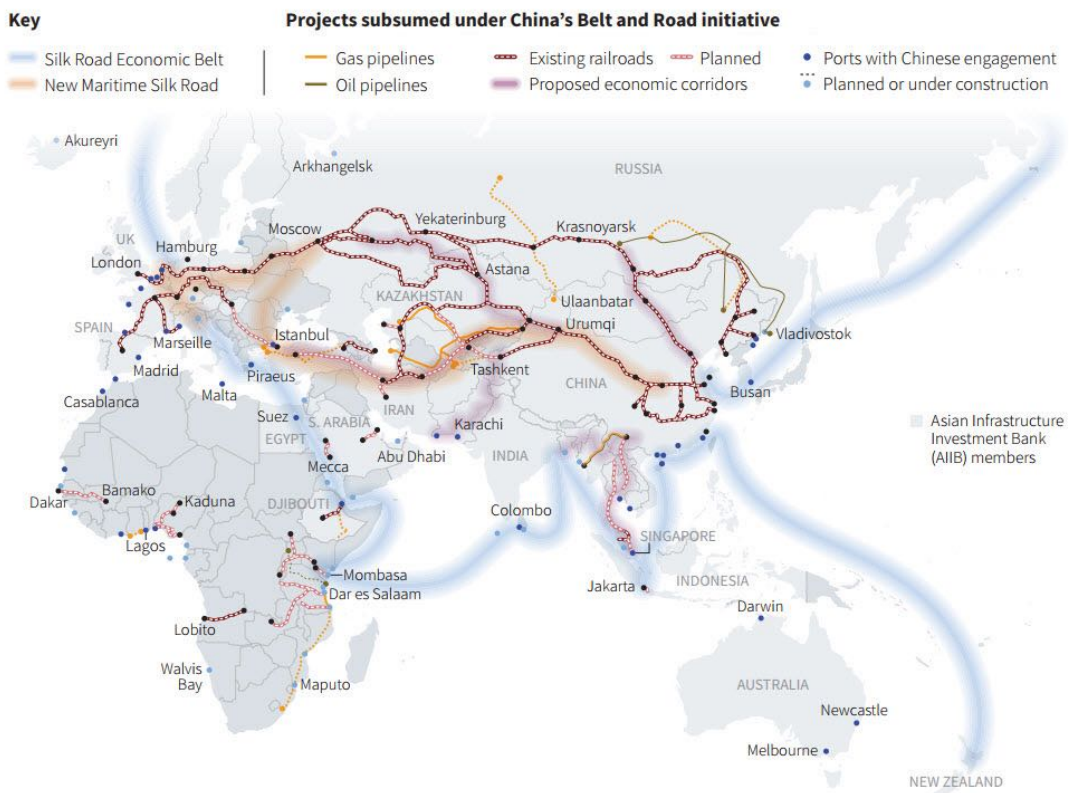 Key
Projects subsumed under China's Belt and Road initiative
Silk Road Economic Belt
New Maritime Silk Road
Gas pipelines
Oil pipelines
Existing railroads
Planned
Proposed economic corridors
Ports with Chinese engagement
Planned or under construction
Akureyri
Arkhangelsk
RUSSIA
Yekaterinburg
Krasnoyarsk
Moscow
UK
Hamburg
London
Astana
KAZAKHSTAN
Ulaanbatar
Urumqi
SPAIN
Istanbul
Vladivostok
Marseille
Madrid
Tashkent
Piraeus
CHINA
Busan
Casablanca
Malta
IRAN
Suez
S. ARABIA
Karachi
EGYPT
Abu Dhabi
INDIA
Mecca
Asian Infrastructure
Investment Bank
(AIIB) members
Dakar
Bamako
Kaduna
DJIBOUTI
Colombo
Lagos
SINGAPORE
Mombasa
Dar es Salaam
Jakarta
INDONESIA
Darwin
Lobito
Walvis
Bay
Maputo
AUSTRALIA
Newcastle
Melbourne
NEW ZEALAND